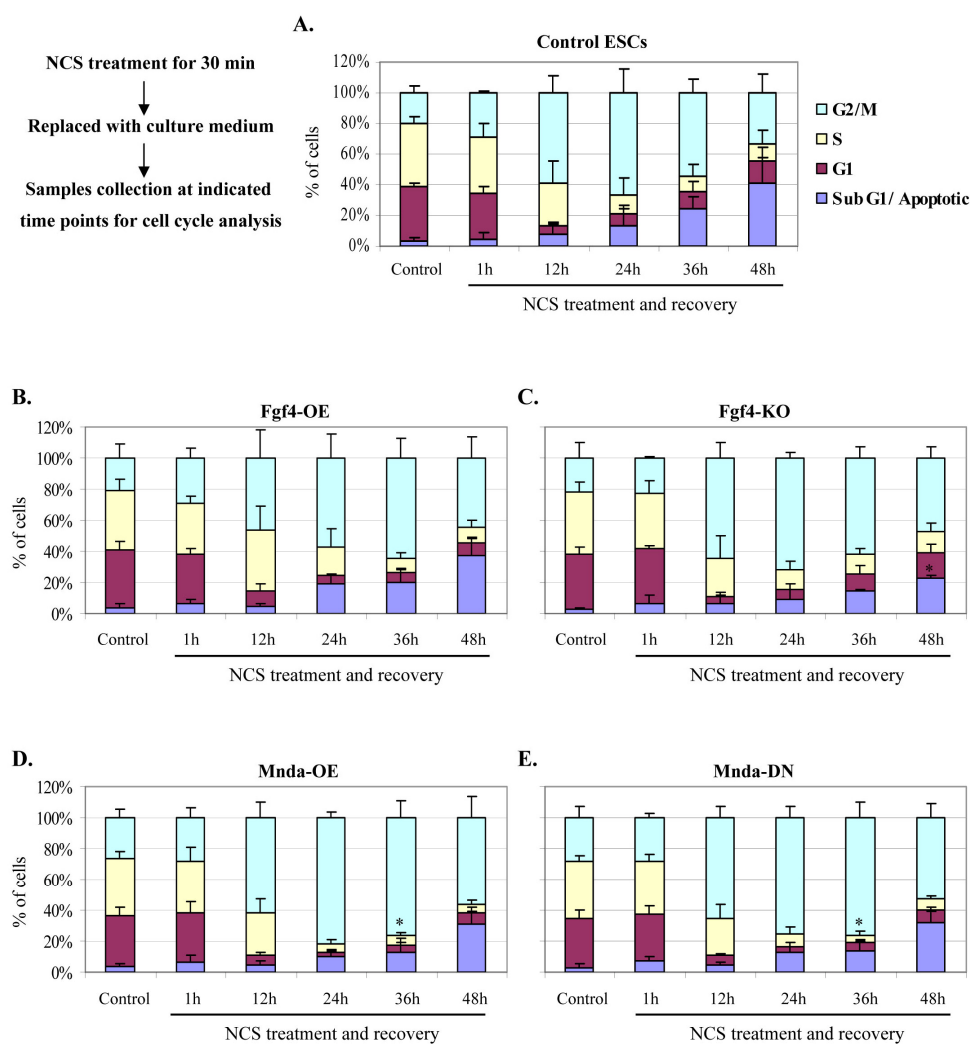 NCS treatment for 30 min
Replaced with culture medium
Samples collection at indicated
time points for cell cycle analysis
A.
Control ESCs
% of cells
120%
100%
80%
60%
40%
20%
0%
Control 1h 12h 24h 36h 48h
NCS treatment and recovery
G2/M
S
G1
Sub G1/ Apoptotic
B.
Fgf4-OE
% of cells
120%
100%
80%
60%
40%
20%
0%
Control 1h 12h 24h 36h 48h
NCS treatment and recovery
C.
Fgf4-KO
120%
100%
80%
60%
40%
20%
0%
*
Control 1h 12h 24h 36h 48h
NCS treatment and recovery
D.
Mnda-OE
% of cells
120%
100%
80%
60%
40%
20%
0%
*
Control 1h 12h 24h 36h 48h
NCS treatment and recovery
E.
Mnda-DN
120%
100%
80%
60%
40%
20%
0%
*
Control 1h 12h 24h 36h 48h
NCS treatment and recovery